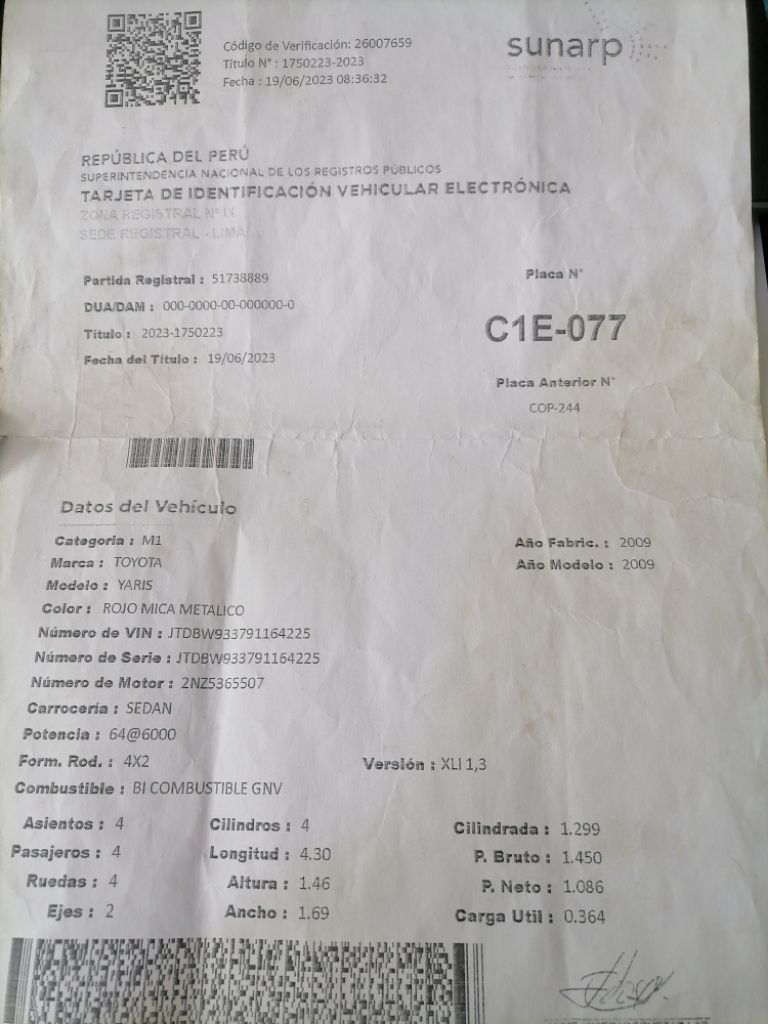 Código de Verificación: 26007659
Título N° : 1750223-2023
Fecha : 19/06/2023 08:36:32
sunarp
REPÚBLICA DEL PERÚ
SUPERINTENDENCIA NACIONAL DE LOS REGISTROS PÚBLICOS
TARJETA DE IDENTIFICACIÓN VEHICULAR ELECTRÓNICA
ZONA REGISTRAL N° IX
SEDE REGISTRAL - LIMA
Partida Registral : 51738889
DUA/DAM : 000-0000-00-000000-0
Título : 2023-1750223
Fecha del Título : 19/06/2023
Placa N°
C1E-077
Placa Anterior N°
COP-244
Datos del Vehículo
Categoria : M1
Marca : TOYOTA
Modelo : YARIS
Color : ROJO MICA METALICO
Número de VIN : JTDBW933791164225
Número de Serie : JTDBW933791164225
Número de Motor : 2NZ5365507
Carrocería : SEDAN
Potencia : 64@6000
Form. Rod. : 4X2
Combustible : BI COMBUSTIBLE GNV
Año Fabric. : 2009
Año Modelo : 2009
Versión : XLI 1,3
Asientos : 4 Cilindros : 4 Cilindrada : 1.299
Pasajeros : 4 Longitud : 4.30 P. Bruto : 1.450
Ruedas : 4 Altura : 1.46 P. Neto : 1.086
Ejes : 2 Ancho : 1.69 Carga Util : 0.364